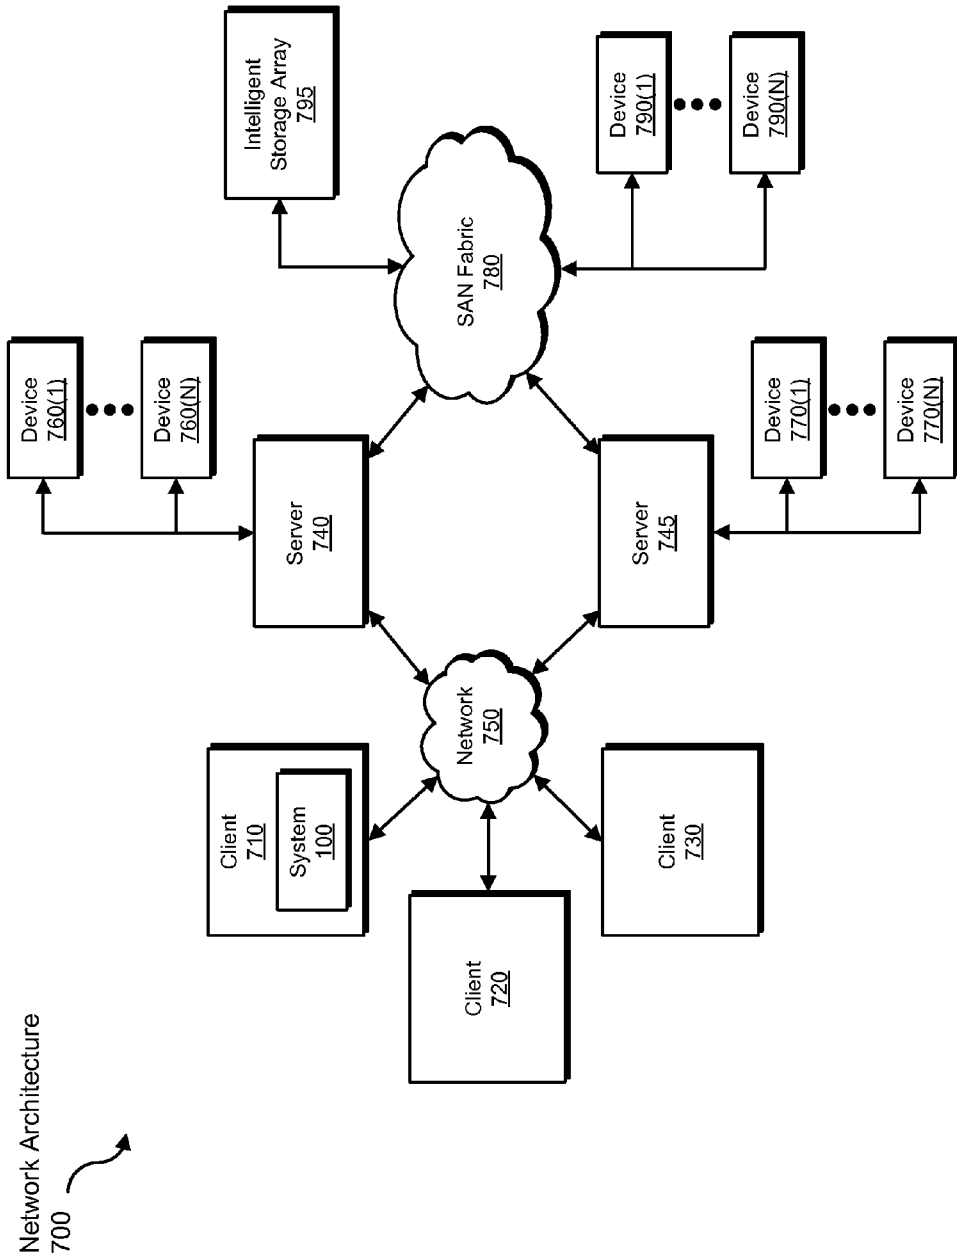 Network Architecture
700
Client
710
System
100
Client
720
Client
730
Network
750
Server
740
Server
745
Device
760(1)
Device
760(N)
Device
770(1)
Device
770(N)
SAN Fabric
780
Intelligent
Storage Array
795
Device
790(1)
Device
790(N)